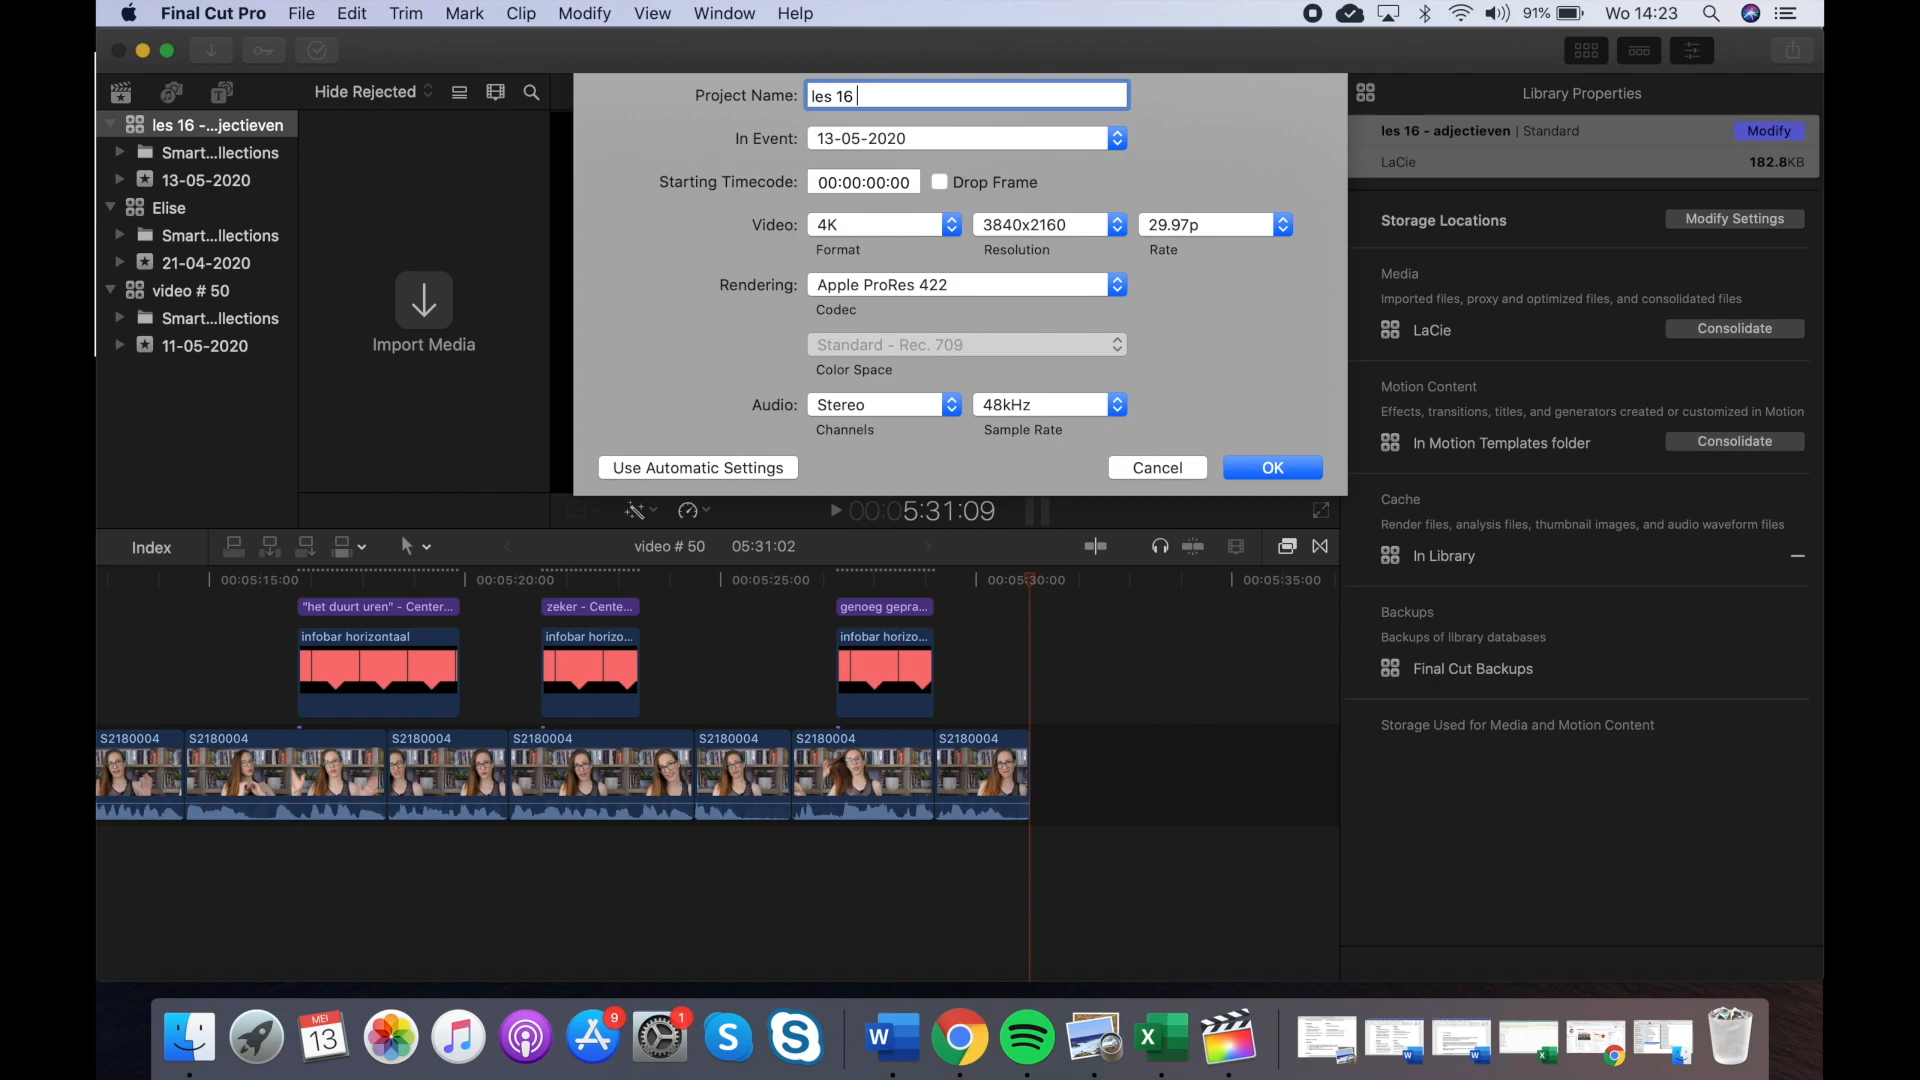 Final Cut Pro File Edit Trim Mark Clip Modify View Window Help 91% Wo 14:23
Hide Rejected
les 16 -...jectieven
Smart...llections
13-05-2020
Elise
Smart...llections
21-04-2020
video # 50
Smart...llections
11-05-2020
Import Media
Project Name: les 16
In Event: 13-05-2020
Starting Timecode: 00:00:00:00 Drop Frame
Video: 4K 3840x2160 29.97p
Format Resolution Rate
Rendering: Apple ProRes 422
Codec
Standard - Rec. 709
Color Space
Audio: Stereo 48kHz
Channels Sample Rate
Use Automatic Settings Cancel OK
Library Properties
les 16 - adjectieven | Standard Modify
LaCie 182.8KB
Storage Locations Modify Settings
Media
Imported files, proxy and optimized files, and consolidated files
LaCie Consolidate
Motion Content
Effects, transitions, titles, and generators created or customized in Motion
In Motion Templates folder Consolidate
Cache
Render files, analysis files, thumbnail images, and audio waveform files
In Library
Backups
Backups of library databases
Final Cut Backups
Storage Used for Media and Motion Content
00:05:31:09
Index video # 50 05:31:02
00:05:15:00 00:05:20:00 00:05:25:00 00:05:30:00 00:05:35:00
"het duurt uren" - Center... zeker - Cente... genoeg gepra...
infobar horizontaal infobar horizo... infobar horizo...
S2180004 S2180004 S2180004 S2180004 S2180004 S2180004 S2180004
MEI
13
9
1